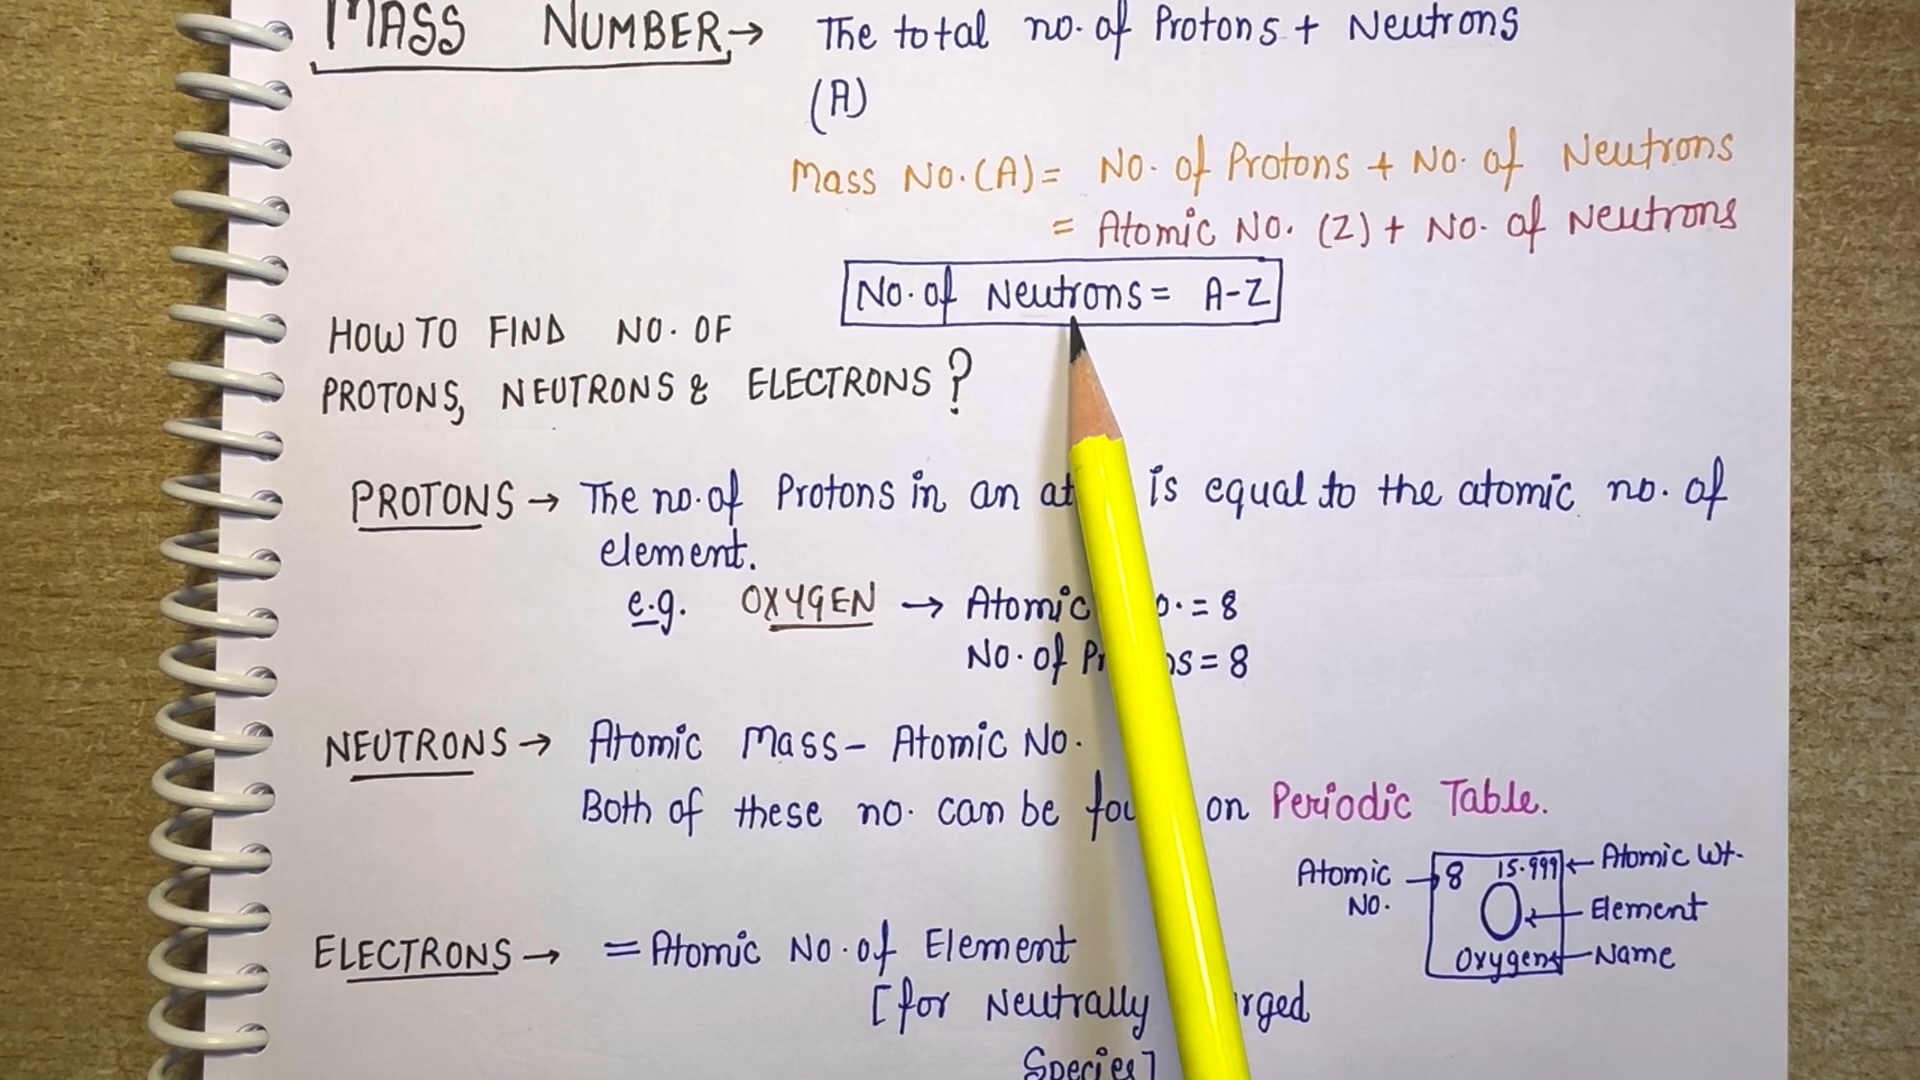 MASS NUMBER → The total no. of Protons + Neutrons
(A)
Mass No. (A) = No. of Protons + No. of Neutrons
= Atomic No. (Z) + No. of Neutrons
No. of Neutrons = A-Z
HOW TO FIND NO. OF
PROTONS, NEUTRONS & ELECTRONS?
PROTONS → The no. of Protons in an is equal to the atomic no. of
element.
e.g. OXYGEN → Atomic = 8
No. of = 8
NEUTRONS → Atomic Mass - Atomic No.
Both of these no. can be on Periodic Table.
Atomic No.
8 15.999 ← Atomic Wt.
O ← Element
Oxygen ← Name
ELECTRONS → = Atomic No. of Element
[for Neutrally
Species]